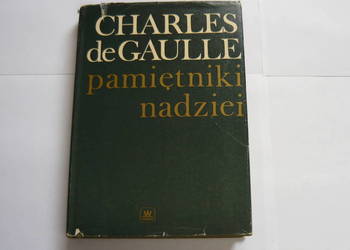 CHARLES
de GAULLE
pamiętniki
nadziei